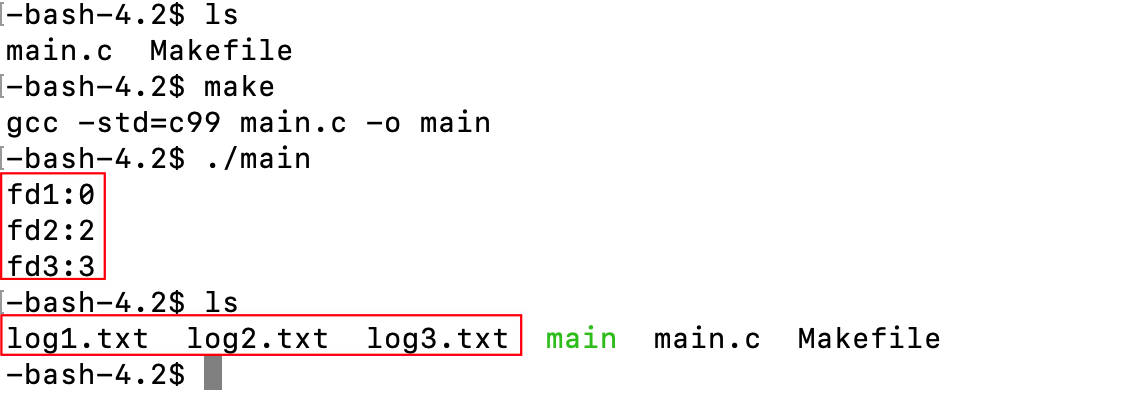 [-bash-4.2$ ls
main.c  Makefile
[-bash-4.2$ make
gcc -std=c99 main.c -o main
[-bash-4.2$ ./main
fd1:0
fd2:2
fd3:3
[-bash-4.2$ ls
log1.txt  log2.txt  log3.txt  main  main.c  Makefile
-bash-4.2$